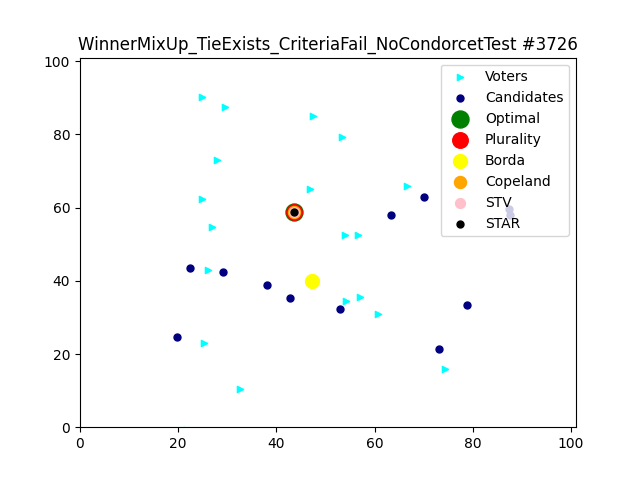 WinnerMixUp_TieExists_CriteriaFail_NoCondorcetTest #3726
100
80
60
40
20
0
0 20 40 60 80 100
Voters
Candidates
Optimal
Plurality
Borda
Copeland
STV
STAR